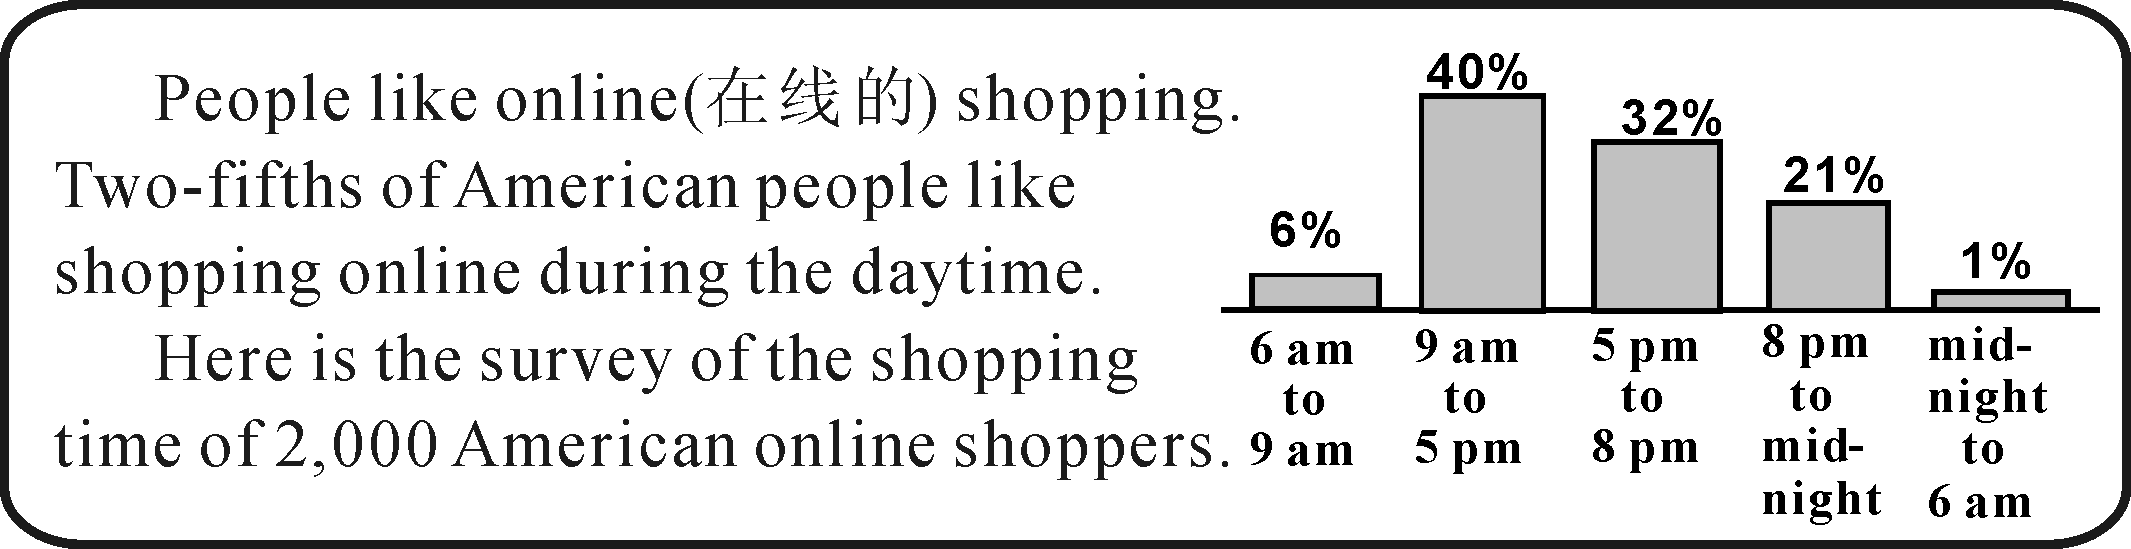 People like online(在线的) shopping.
Two-fifths of American people like
shopping online during the daytime.
Here is the survey of the shopping
time of 2,000 American online shoppers.
6%
40%
32%
21%
1%
6 am
to
9 am
9 am
to
5 pm
5 pm
to
8 pm
8 pm
to
mid-
night
mid-
night
to
6 am